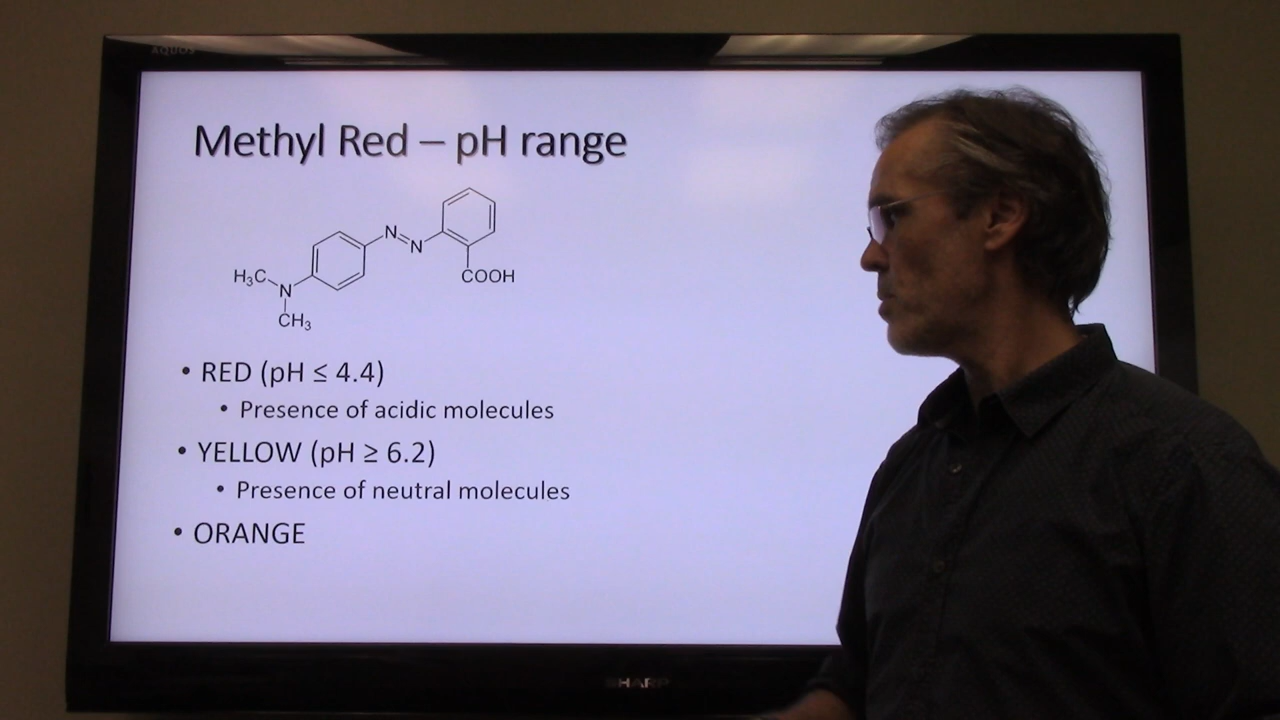 AQUOS
Methyl Red – pH range
N
N
H₃C
N
CH₃
COOH
• RED (pH ≤ 4.4)
• Presence of acidic molecules
• YELLOW (pH ≥ 6.2)
• Presence of neutral molecules
• ORANGE
SHARP